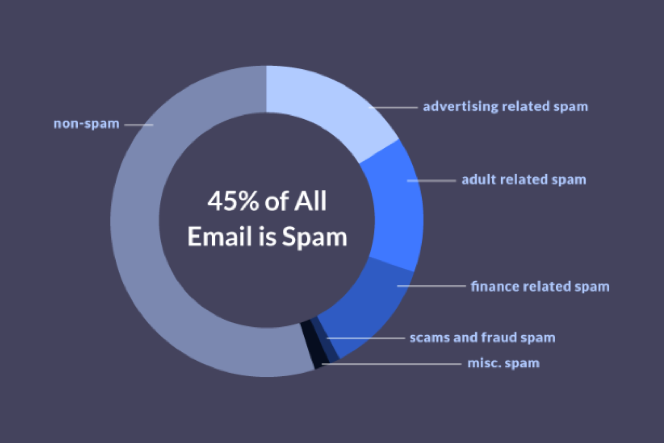 advertising related spam
non-spam
adult related spam
45% of All
Email is Spam
finance related spam
scams and fraud spam
misc. spam